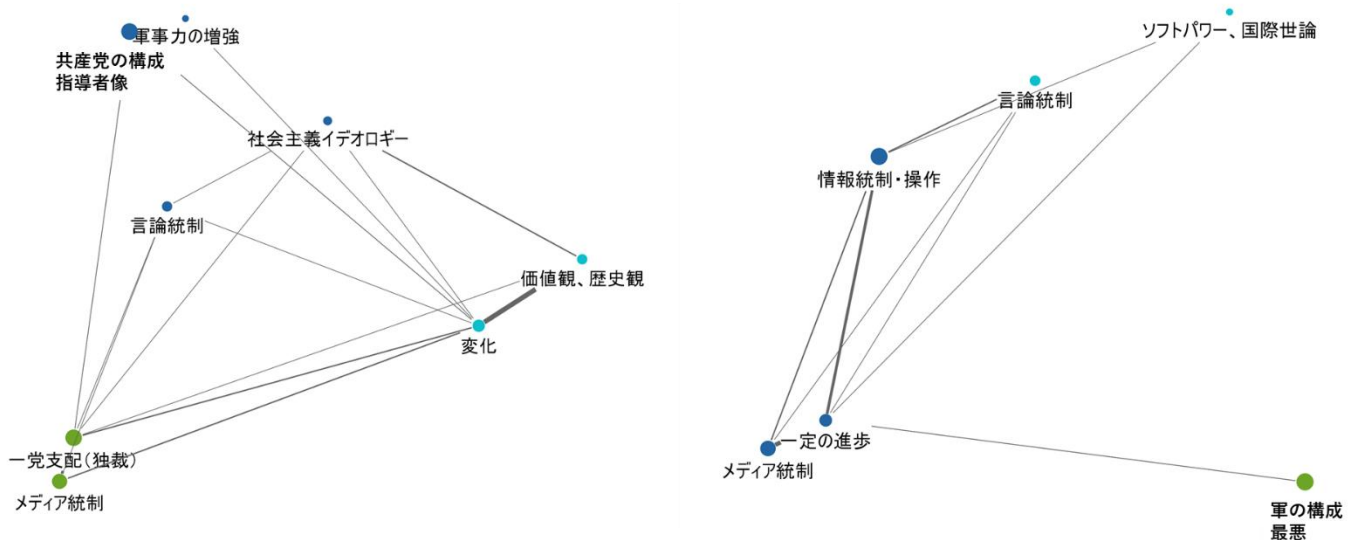 軍事力の増強
共産党の構成
指導者像
社会主義イデオロギー
言論統制
価値観、歴史観
変化
一党支配(独裁)
メディア統制
ソフトパワー、国際世論
言論統制
情報統制・操作
一定の進歩
メディア統制
軍の構成
最悪